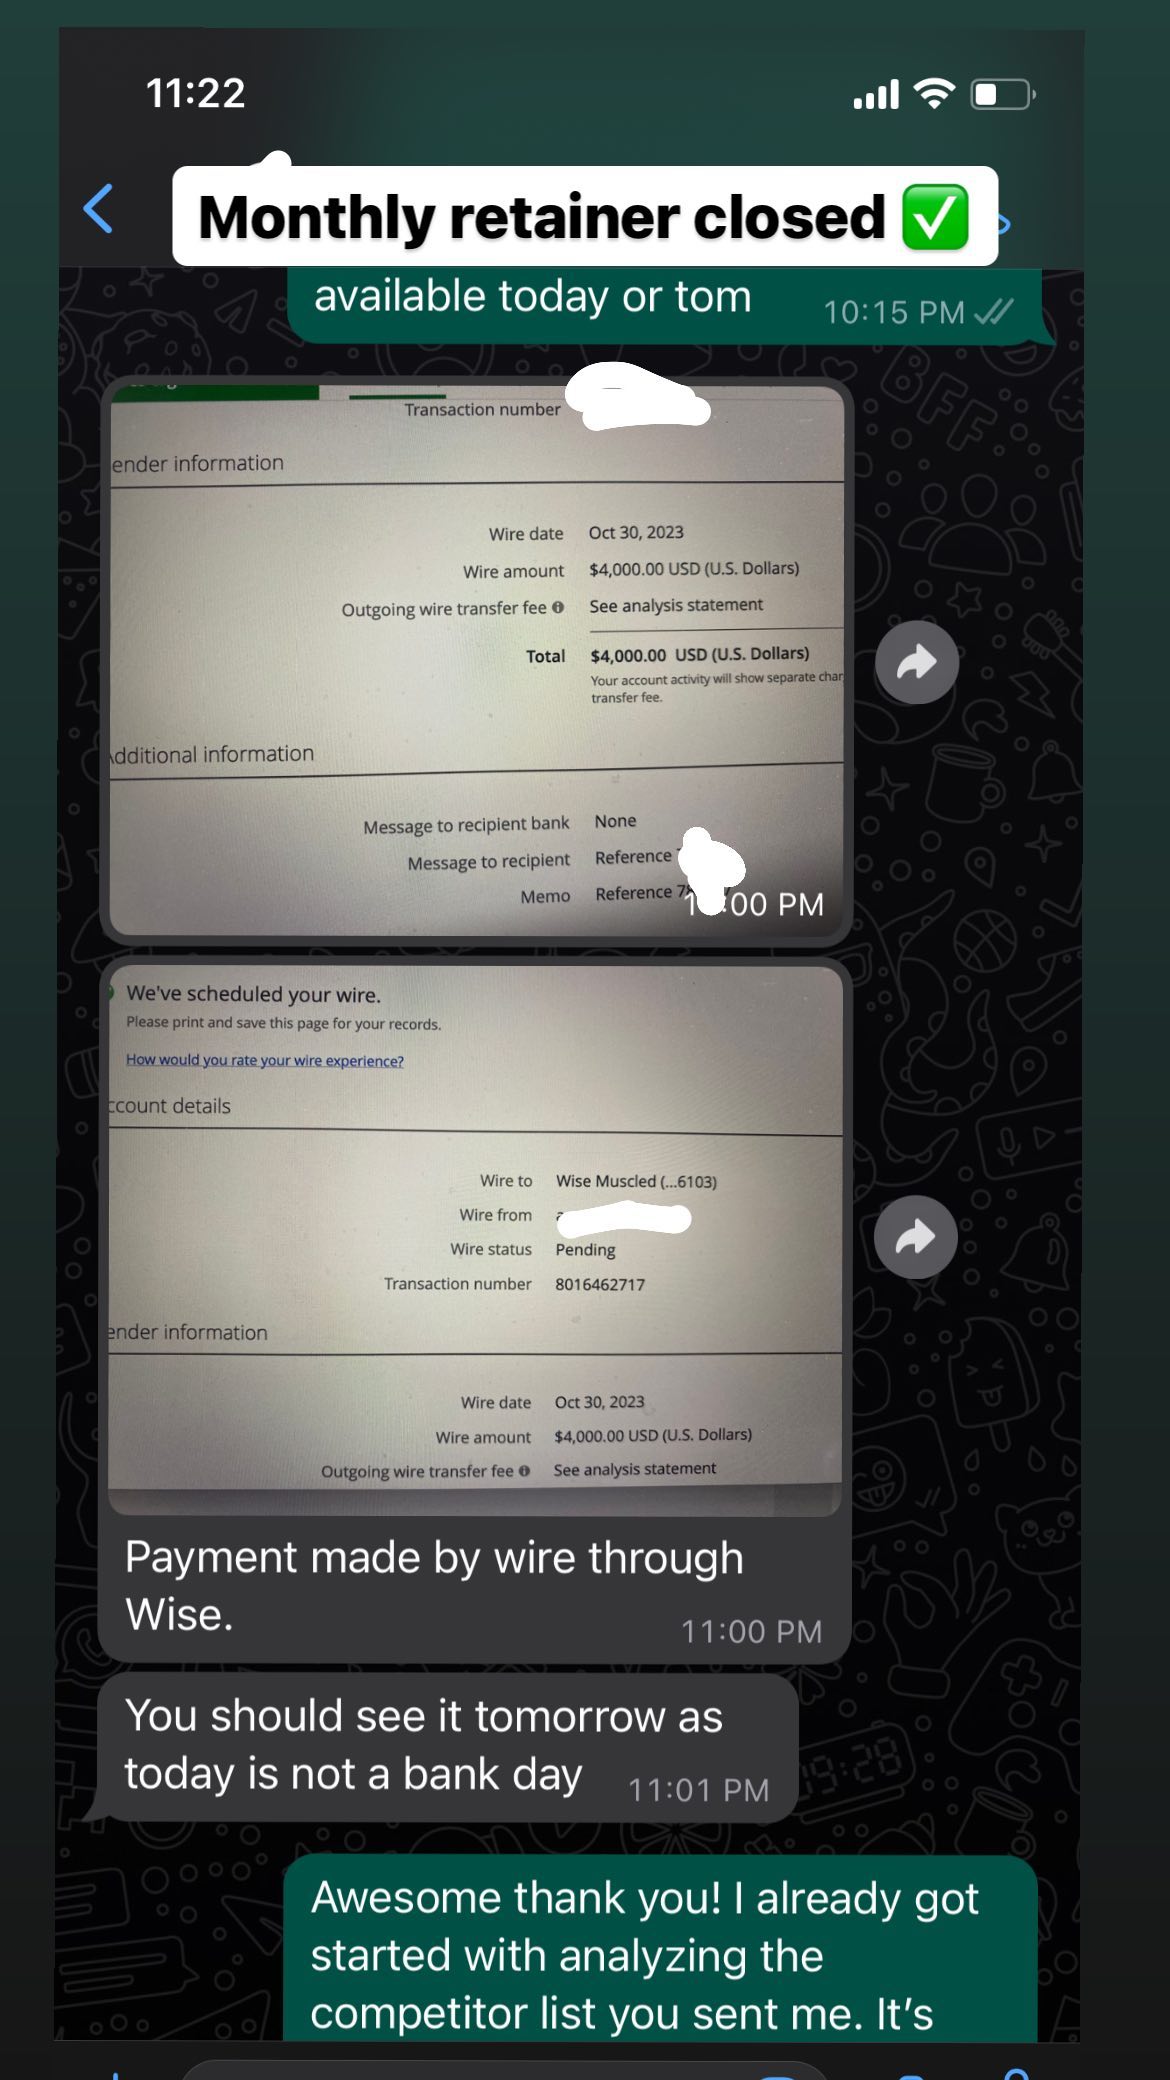 11:22
Monthly retainer closed ✅
available today or tom
10:15 PM
Transaction number
ender information
Wire date Oct 30, 2023
Wire amount $4,000.00 USD (U.S. Dollars)
Outgoing wire transfer fee See analysis statement
Total $4,000.00 USD (U.S. Dollars)
Your account activity will show separate char
transfer fee.
dditional information
Message to recipient bank None
Message to recipient Reference
Memo Reference
:00 PM
We've scheduled your wire.
Please print and save this page for your records.
How would you rate your wire experience?
ccount details
Wire to Wise Muscled (...6103)
Wire from
Wire status Pending
Transaction number 8016462717
ender information
Wire date Oct 30, 2023
Wire amount $4,000.00 USD (U.S. Dollars)
Outgoing wire transfer fee See analysis statement
Payment made by wire through
Wise.
11:00 PM
You should see it tomorrow as
today is not a bank day
11:01 PM
Awesome thank you! I already got
started with analyzing the
competitor list you sent me. It's